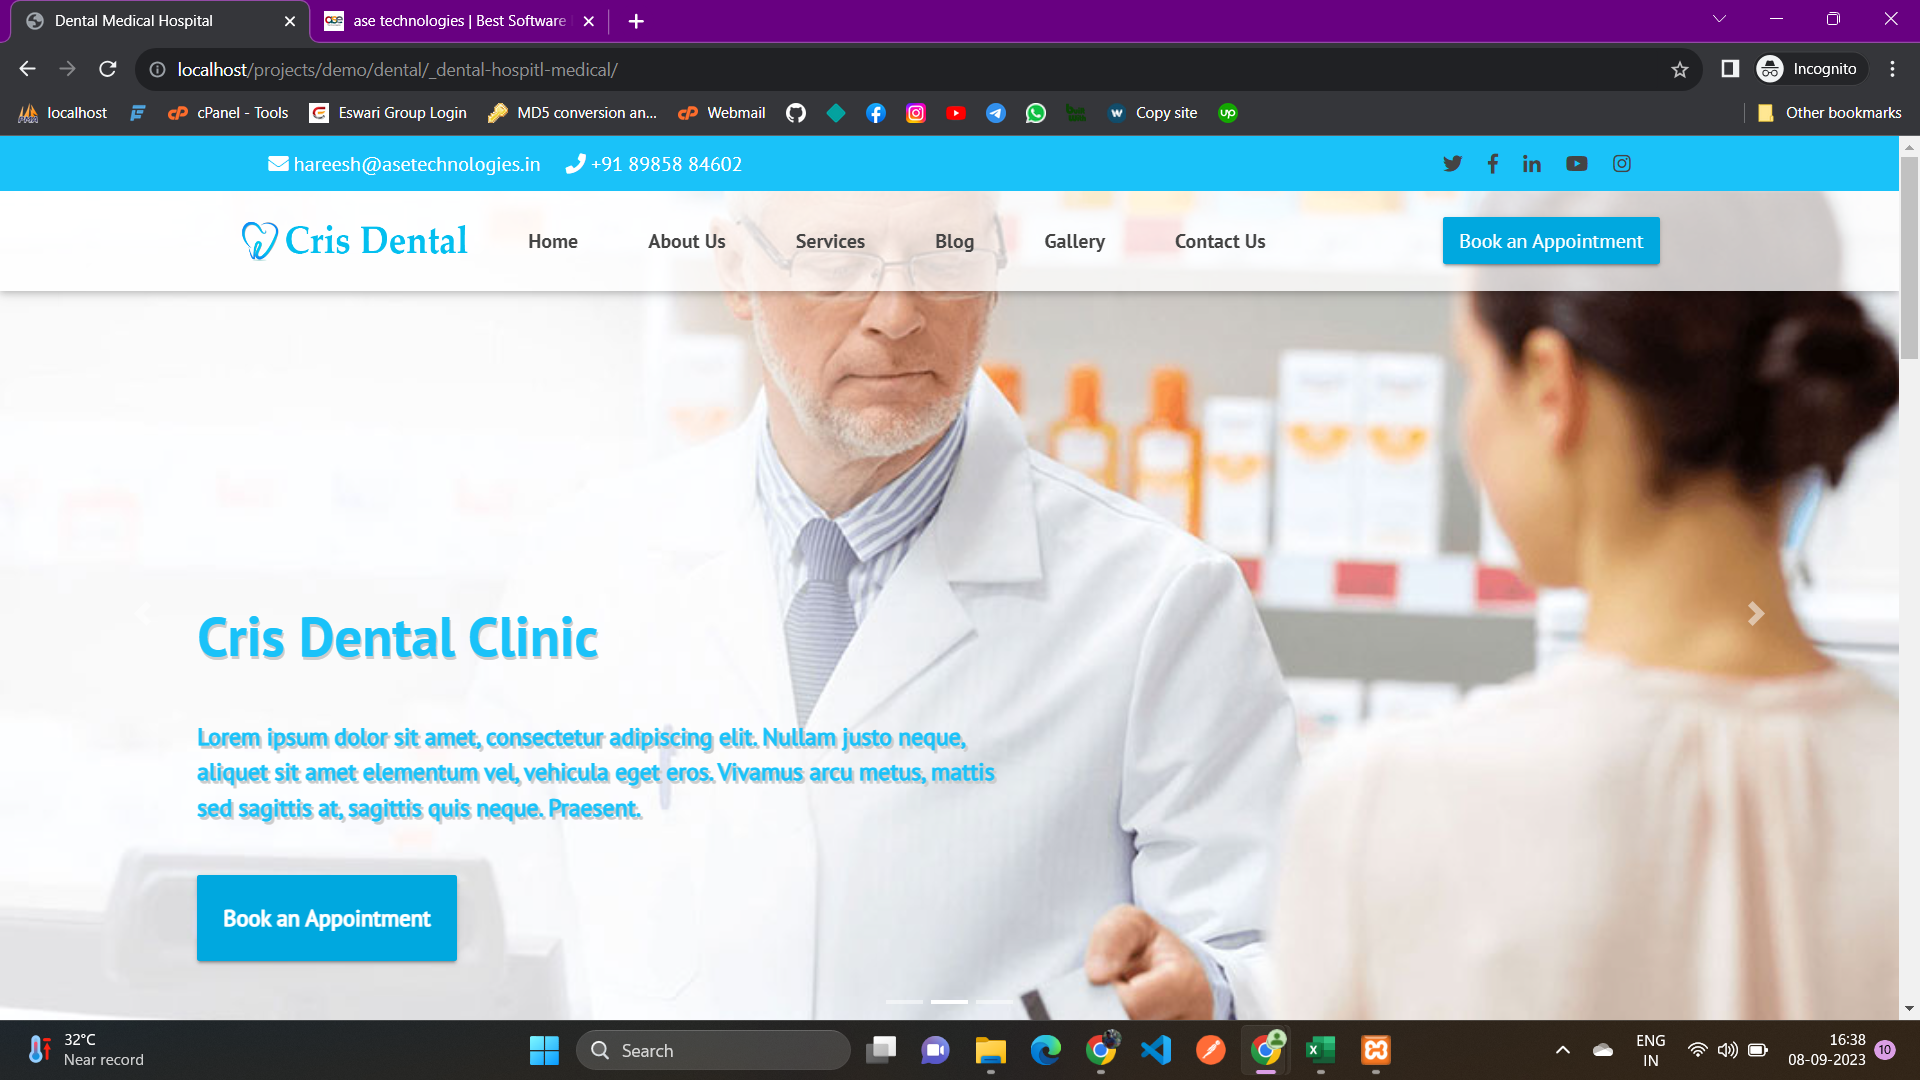 Dental Medical Hospital
ase technologies | Best Software
localhost/projects/demo/dental/_dental-hospitl-medical/
Incognito
localhost
cPanel - Tools
Eswari Group Login
MD5 conversion an...
Webmail
Copy site
Other bookmarks
hareesh@asetechnologies.in
+91 89858 84602
Cris Dental
Home
About Us
Services
Blog
Gallery
Contact Us
Book an Appointment
Cris Dental Clinic
Lorem ipsum dolor sit amet, consectetur adipiscing elit. Nullam justo neque,
aliquet sit amet elementum vel, vehicula eget eros. Vivamus arcu metus, mattis
sed sagittis at, sagittis quis neque. Praesent.
Book an Appointment
32°C
Near record
Search
ENG
IN
16:38
08-09-2023
10